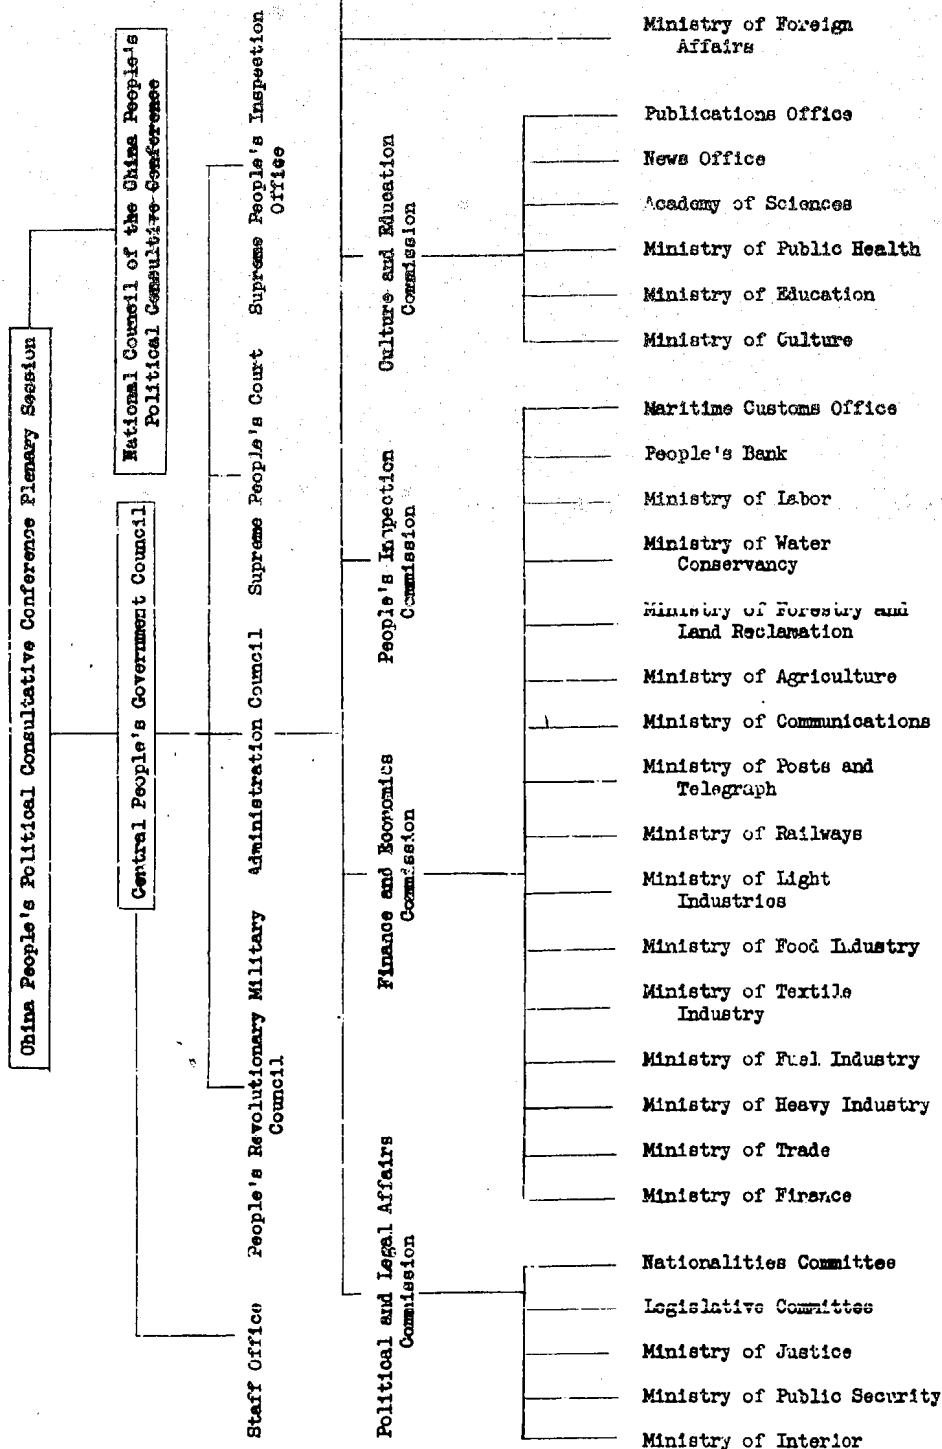 China People's Political Consultative Conference Plenary Session
National Council of the China People's
Political Consultative Conference
Central People's Government Council
Staff Office
People's Revolutionary Military
Council
Administration Council
Supreme People's Court
Supreme People's Inspection
Office
Political and Legal Affairs
Commission
Finance and Economics
Commission
People's Inspection
Commission
Culture and Education
Commission
Ministry of Foreign
Affairs
Publications Office
News Office
Academy of Sciences
Ministry of Public Health
Ministry of Education
Ministry of Culture
Maritime Customs Office
People's Bank
Ministry of Labor
Ministry of Water
Conservancy
Ministry of Forestry and
Land Reclamation
Ministry of Agriculture
Ministry of Communications
Ministry of Posts and
Telegraph
Ministry of Railways
Ministry of Light
Industries
Ministry of Food Industry
Ministry of Textile
Industry
Ministry of Fuel Industry
Ministry of Heavy Industry
Ministry of Trade
Ministry of Finance
Nationalities Committee
Legislative Committee
Ministry of Justice
Ministry of Public Security
Ministry of Interior